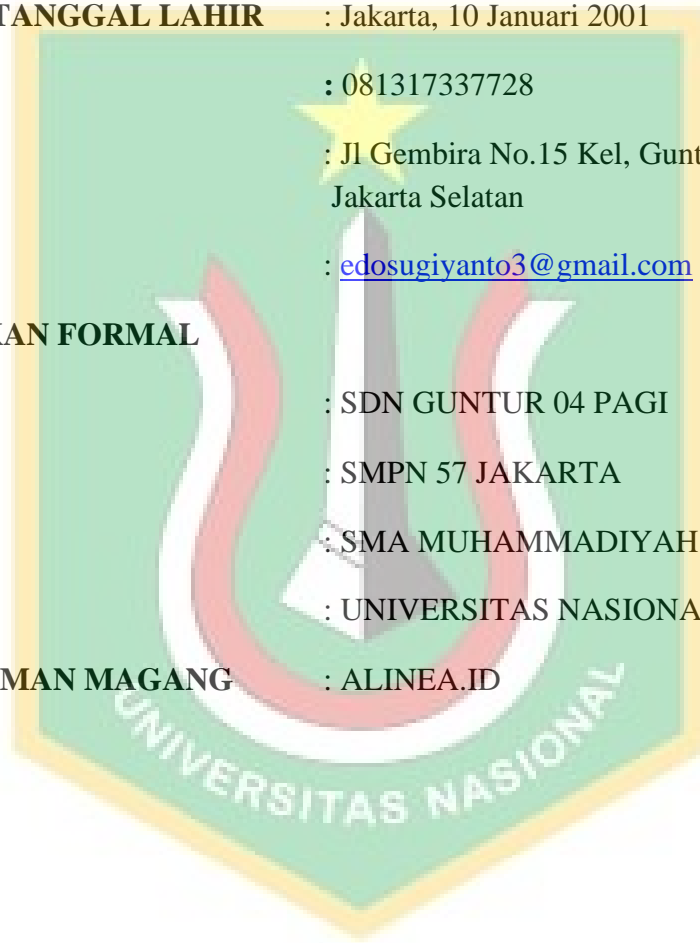 TANGGAL LAHIR : Jakarta, 10 Januari 2001
: 081317337728
: Jl Gembira No.15 Kel, Gunt
Jakarta Selatan
: edosugiyanto3@gmail.com
KAN FORMAL
: SDN GUNTUR 04 PAGI
: SMPN 57 JAKARTA
: SMA MUHAMMADIYAH
: UNIVERSITAS NASIONA
MAN MAGANG : ALINEA.ID
UNIVERSITAS NASIONAL